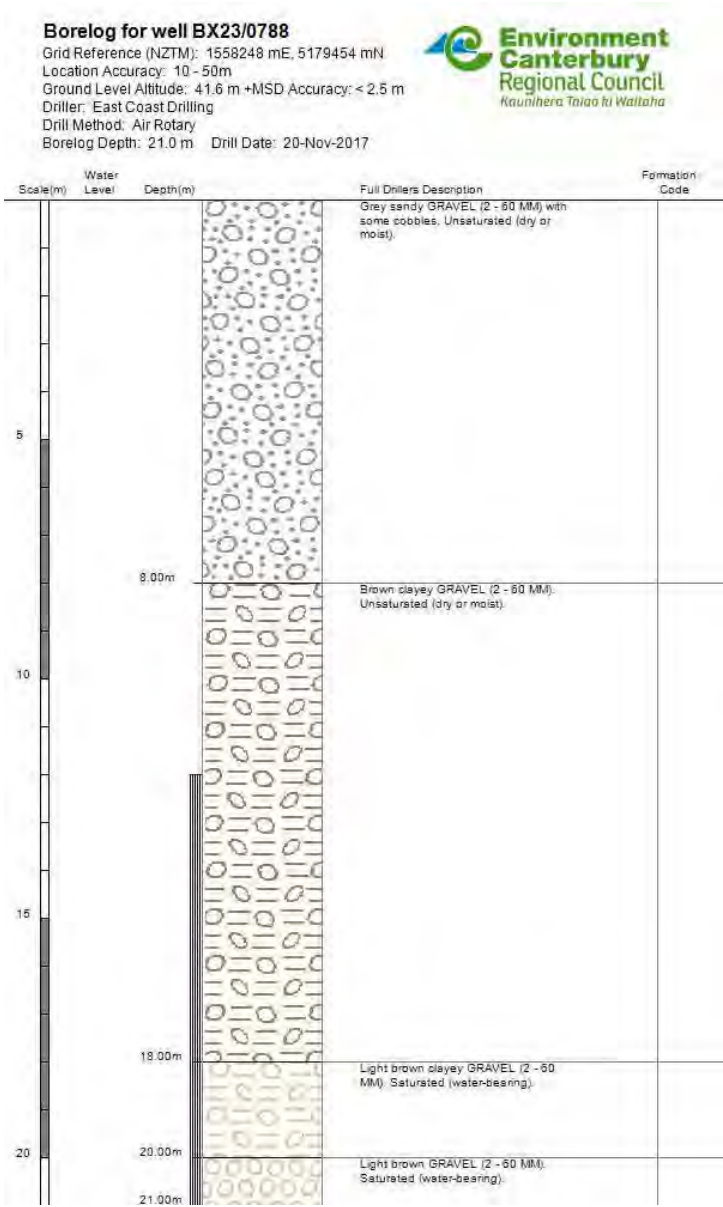 Borelog for well BX23/0788
Grid Reference (NZTM): 1558248 mE, 5179454 mN
Location Accuracy: 10 - 50m
Ground Level Altitude: 41.6 m +MSD Accuracy: < 2.5 m
Driller: East Coast Drilling
Drill Method: Air Rotary
Borelog Depth: 21.0 m Drill Date: 20-Nov-2017
Environment
Canterbury
Regional Council
Kaunihera Taiao ki Waitaha
Scale(m)
Water
Level
Depth(m)
Full Drillers Description
Formation
Code
Grey sandy GRAVEL (2 - 60 MM) with
some cobbles. Unsaturated (dry or
moist).
5
8.00m
Brown clayey GRAVEL (2 - 60 MM).
Unsaturated (dry or moist).
10
15
18.00m
Light brown clayey GRAVEL (2 - 60
MM). Saturated (water-bearing).
20
20.00m
Light brown GRAVEL (2 - 60 MM).
Saturated (water-bearing).
21.00m